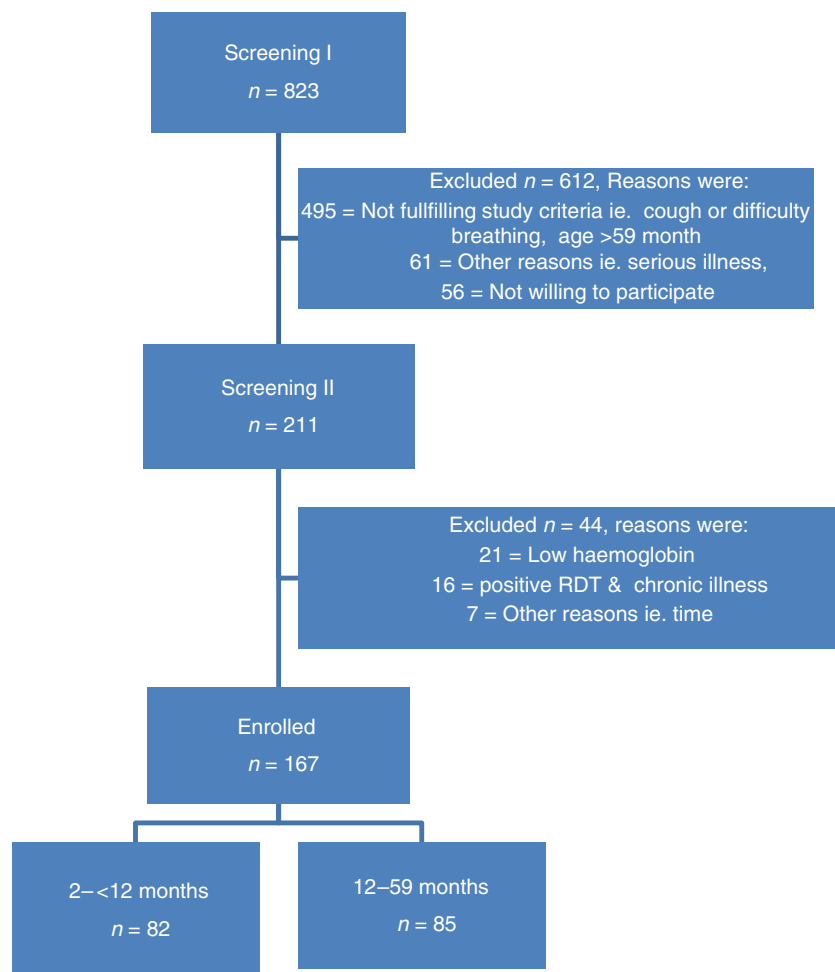 Screening I
n = 823
Excluded n = 612, Reasons were:
495 = Not fullfilling study criteria ie. cough or difficulty
breathing, age >59 month
61 = Other reasons ie. serious illness,
56 = Not willing to participate
Screening II
n = 211
Excluded n = 44, reasons were:
21 = Low haemoglobin
16 = positive RDT & chronic illness
7 = Other reasons ie. time
Enrolled
n = 167
2–<12 months
n = 82
12–59 months
n = 85